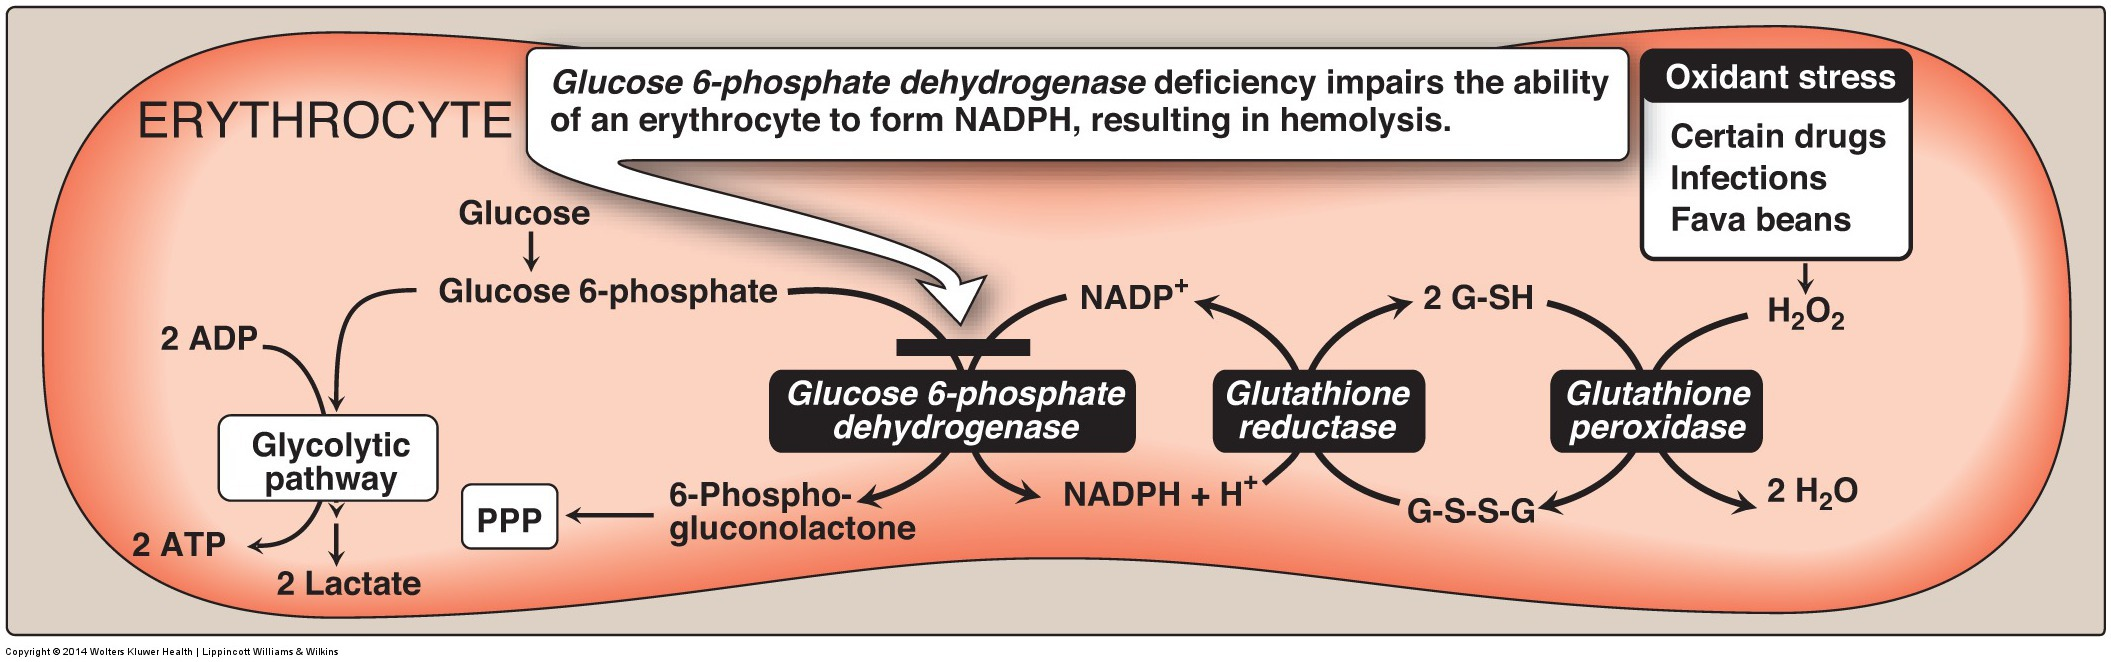 Glucose 6-phosphate dehydrogenase deficiency impairs the ability
of an erythrocyte to form NADPH, resulting in hemolysis.
Oxidant stress
Certain drugs
Infections
Fava beans
ERYTHROCYTE
Glucose
Glucose 6-phosphate
NADP⁺
2 G-SH
H₂O₂
2 ADP
Glycolytic
pathway
Glucose 6-phosphate
dehydrogenase
Glutathione
reductase
Glutathione
peroxidase
2 ATP
2 Lactate
PPP
6-Phospho-
gluconolactone
NADPH + H⁺
G-S-S-G
2 H₂O
Copyright © 2014 Wolters Kluwer Health | Lippincott Williams & Wilkins